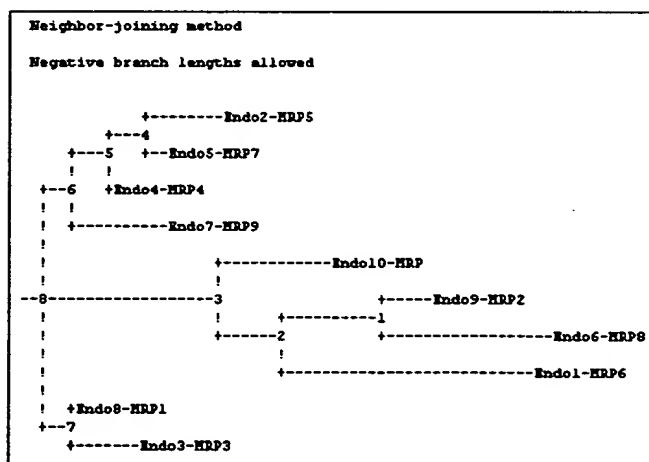 Neighbor-joining method
Negative branch lengths allowed
+--------Endo2-MRP5
+---4
+---5 +--Endo5-MRP7
! !
+--6 +Endo4-MRP4
! !
! +----------Endo7-MRP9
!
! +------------Endo10-MRP
! !
--8------------------3 +-----Endo9-MRP2
! ! +----------1
! +------2 +------------------Endo6-MRP8
! !
! +---------------------------Endo1-MRP6
!
! +Endo8-MRP1
+--7
+-------Endo3-MRP3